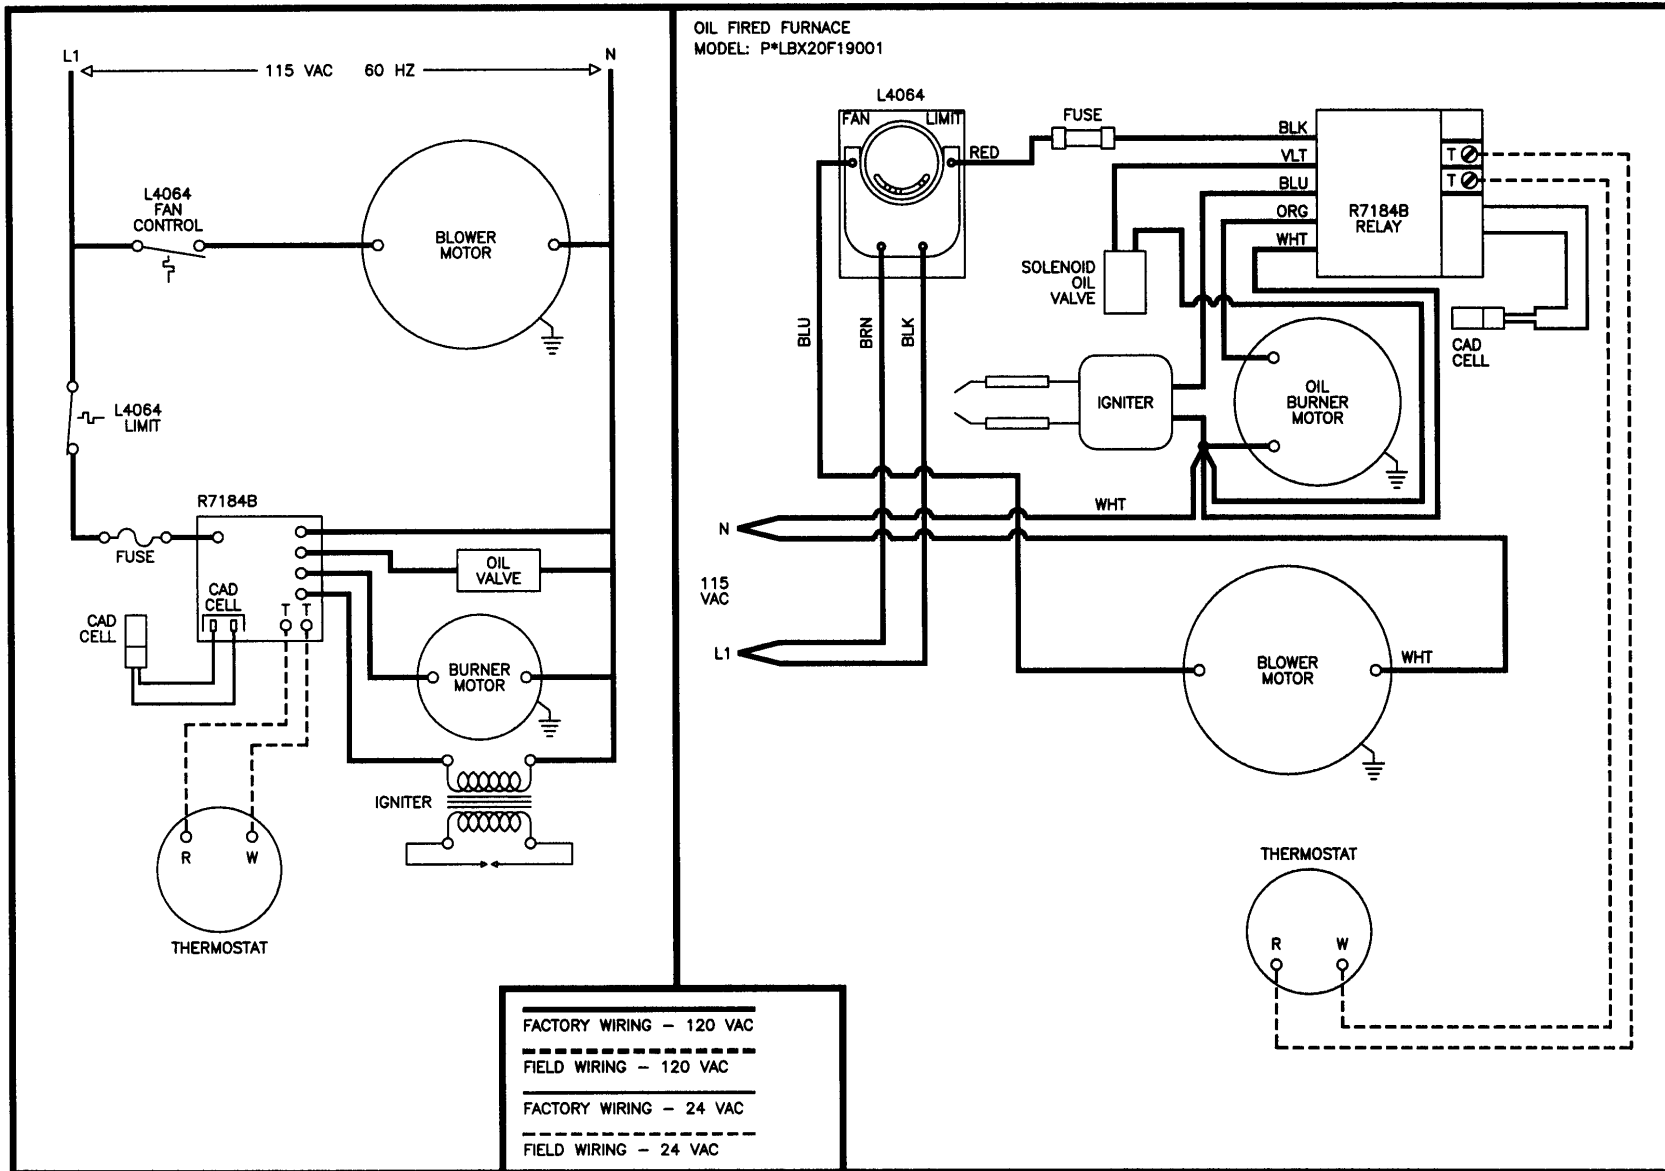 L1
115 VAC 60 HZ
N
L4064
FAN
CONTROL
BLOWER
MOTOR
L4064
LIMIT
R7184B
FUSE
CAD
CELL
OIL
VALVE
T T
CAD
CELL
BURNER
MOTOR
IGNITER
R W
THERMOSTAT
OIL FIRED FURNACE
MODEL: P*LBX20F19001
L4064
FAN LIMIT
RED
FUSE
BLK
VLT
BLU
ORG
WHT
R7184B
RELAY
T
T
SOLENOID
OIL
VALVE
CAD
CELL
BLU
BRN
BLK
IGNITER
OIL
BURNER
MOTOR
WHT
N
115
VAC
L1
BLOWER
MOTOR
WHT
THERMOSTAT
R W
FACTORY WIRING – 120 VAC
FIELD WIRING – 120 VAC
FACTORY WIRING – 24 VAC
FIELD WIRING – 24 VAC